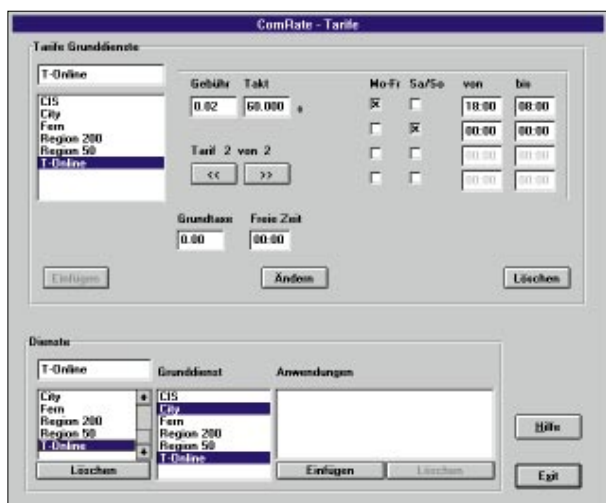 ComRate - Tarife
Tarife Grunddienste
T-Online
CIS
City
Fern
Region 200
Region 50
T-Online
Gebühr Takt
0.02 60.000 s
Tarif 2 von 2
<< >>
Mo-Fr Sa/So von bis
18:00 08:00
00:00 00:00
00:00 00:00
00:00 00:00
Grundtaxe Freie Zeit
0.00 00:00
Einfügen Ändern Löschen
Dienste
T-Online Grunddienst Anwendungen
City
Fern
Region 200
Region 50
T-Online
Löschen
CIS
City
Fern
Region 200
Region 50
T-Online
Einfügen Löschen
Hilfe
Exit